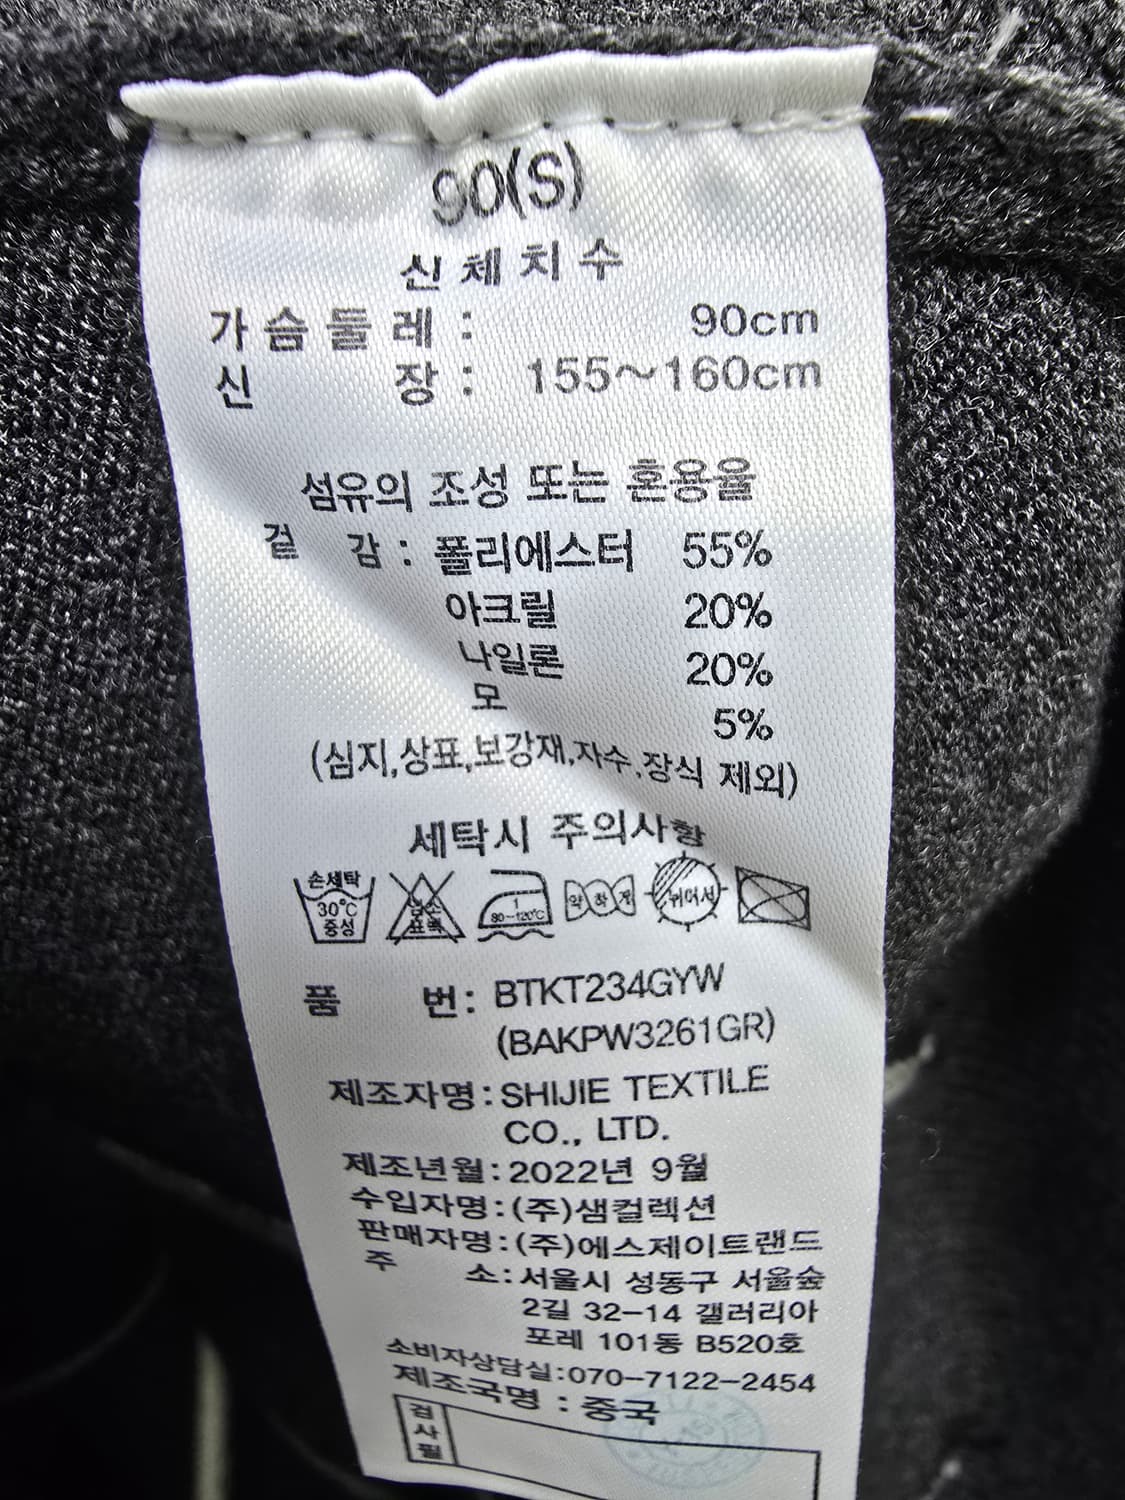 90(S)
신체치수
가슴둘레: 90cm
신 장: 155~160cm
섬유의 조성 또는 혼용율
겉 감: 폴리에스터 55%
아크릴 20%
나일론 20%
모 5%
(심지,상표,보강재,자수,장식 제외)
세탁시 주의사항
손세탁 30℃ 중성 염소표백 1 80~120℃ 약하게 뉘어서
품 번: BTKT234GYW
(BAKPW3261GR)
제조자명: SHIJIE TEXTILE
CO., LTD.
제조년월: 2022년 9월
수입자명: (주)샘컬렉션
판매자명: (주)에스제이트랜드
주 소: 서울시 성동구 서울숲
2길 32-14 갤러리아
포레 101동 B520호
소비자상담실: 070-7122-2454
제조국명 : 중국
검사필